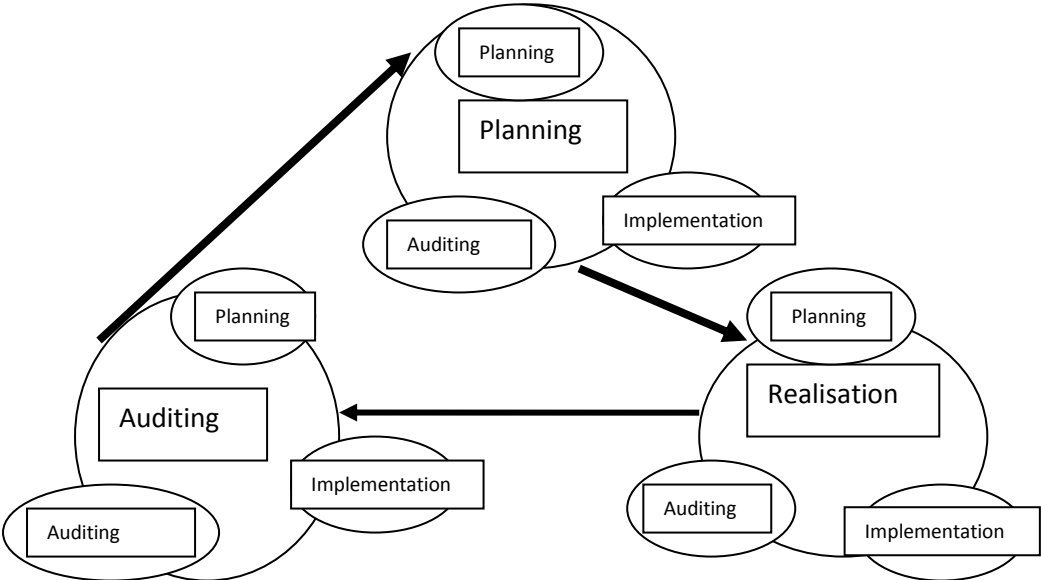 Planning
Planning
Implementation
Auditing
Planning
Planning
Realisation
Auditing
Implementation
Auditing
Auditing
Implementation